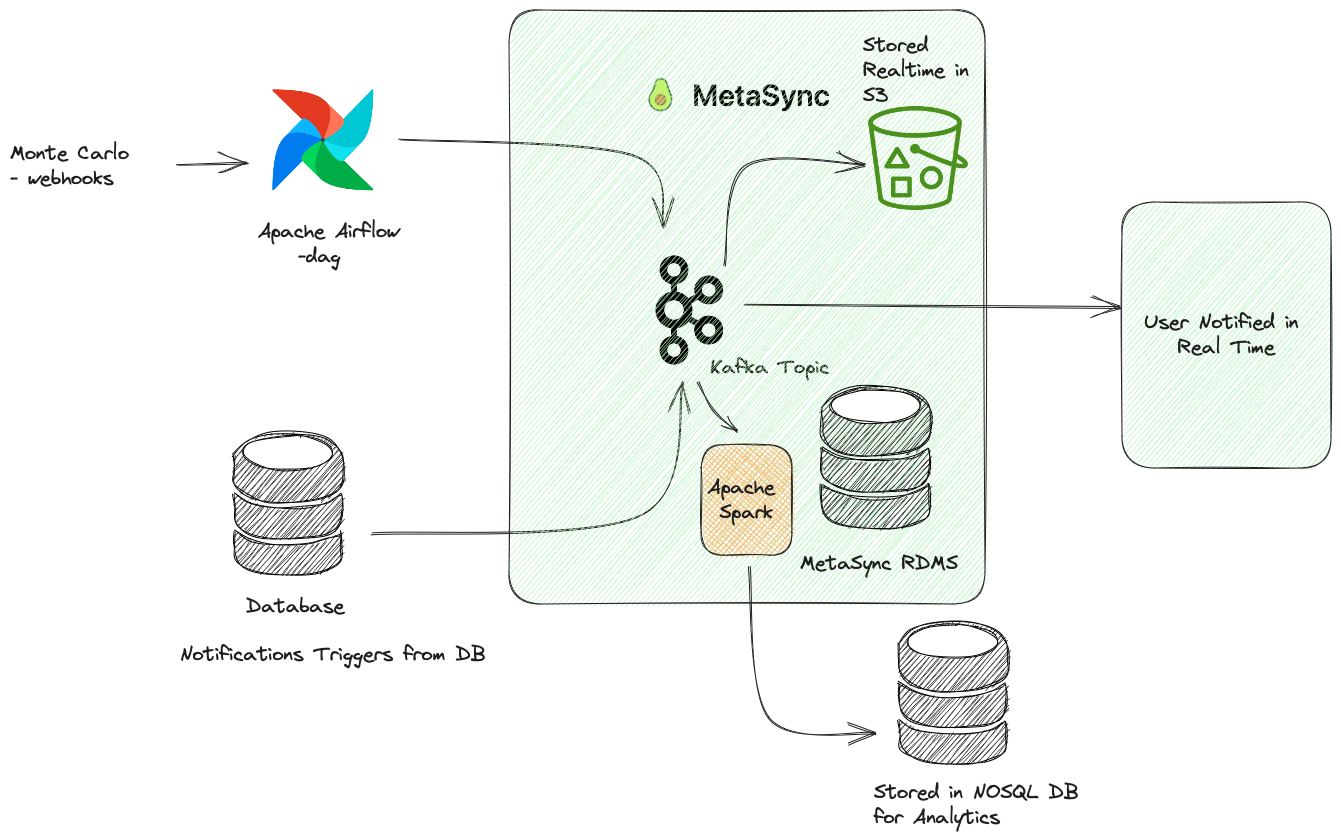 Stored
Realtime in
S3
MetaSync
Monte Carlo
- webhooks
Apache Airflow
-dag
User Notified in
Real Time
Kafka Topic
Apache
Spark
MetaSync RDMS
Database
Notifications Triggers from DB
Stored in NOSQL DB
for Analytics